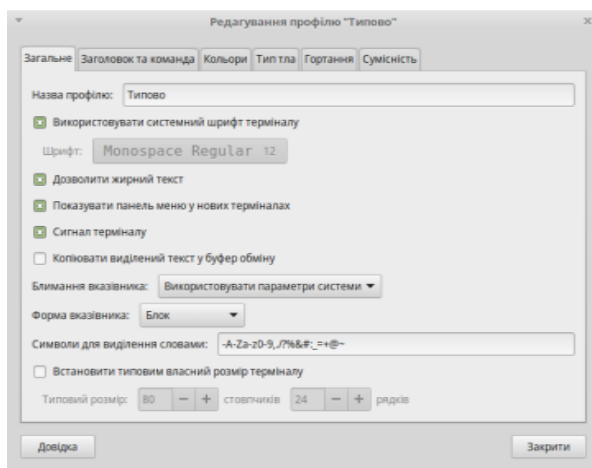 Редагування профілю "Типово"
Загальне Заголовок та команда Кольори Тип тла Гортання Сумісність
Назва профілю: Типово
Використовувати системний шрифт терміналу
Шрифт: Monospace Regular 12
Дозволити жирний текст
Показувати панель меню у нових терміналах
Сигнал терміналу
Копіювати виділений текст у буфер обміну
Блимання вказівника: Використовувати параметри системи
Форма вказівника: Блок
Символи для виділення словами: -A-Za-z0-9,./?%&#:_=+@~
Встановити типовим власний розмір терміналу
Типовий розмір: 80 − + стовпчиків 24 − + рядків
Довідка Закрити